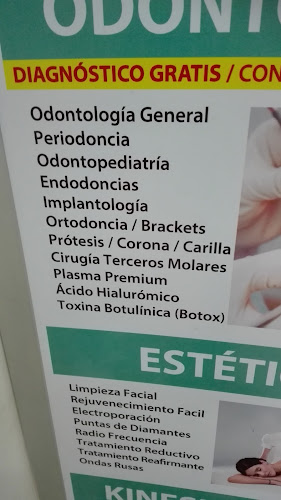 ODONTO
DIAGNÓSTICO GRATIS / CON
Odontología General
Periodoncia
Odontopediatría
Endodoncias
Implantología
Ortodoncia / Brackets
Prótesis / Corona / Carilla
Cirugía Terceros Molares
Plasma Premium
Ácido Hialurómico
Toxina Botulínica (Botox)
ESTÉTI
Limpieza Facial
Rejuvenecimiento Facil
Electroporación
Puntas de Diamantes
Radio Frecuencia
Tratamiento Reductivo
Tratamiento Reafirmante
Ondas Rusas
KINES